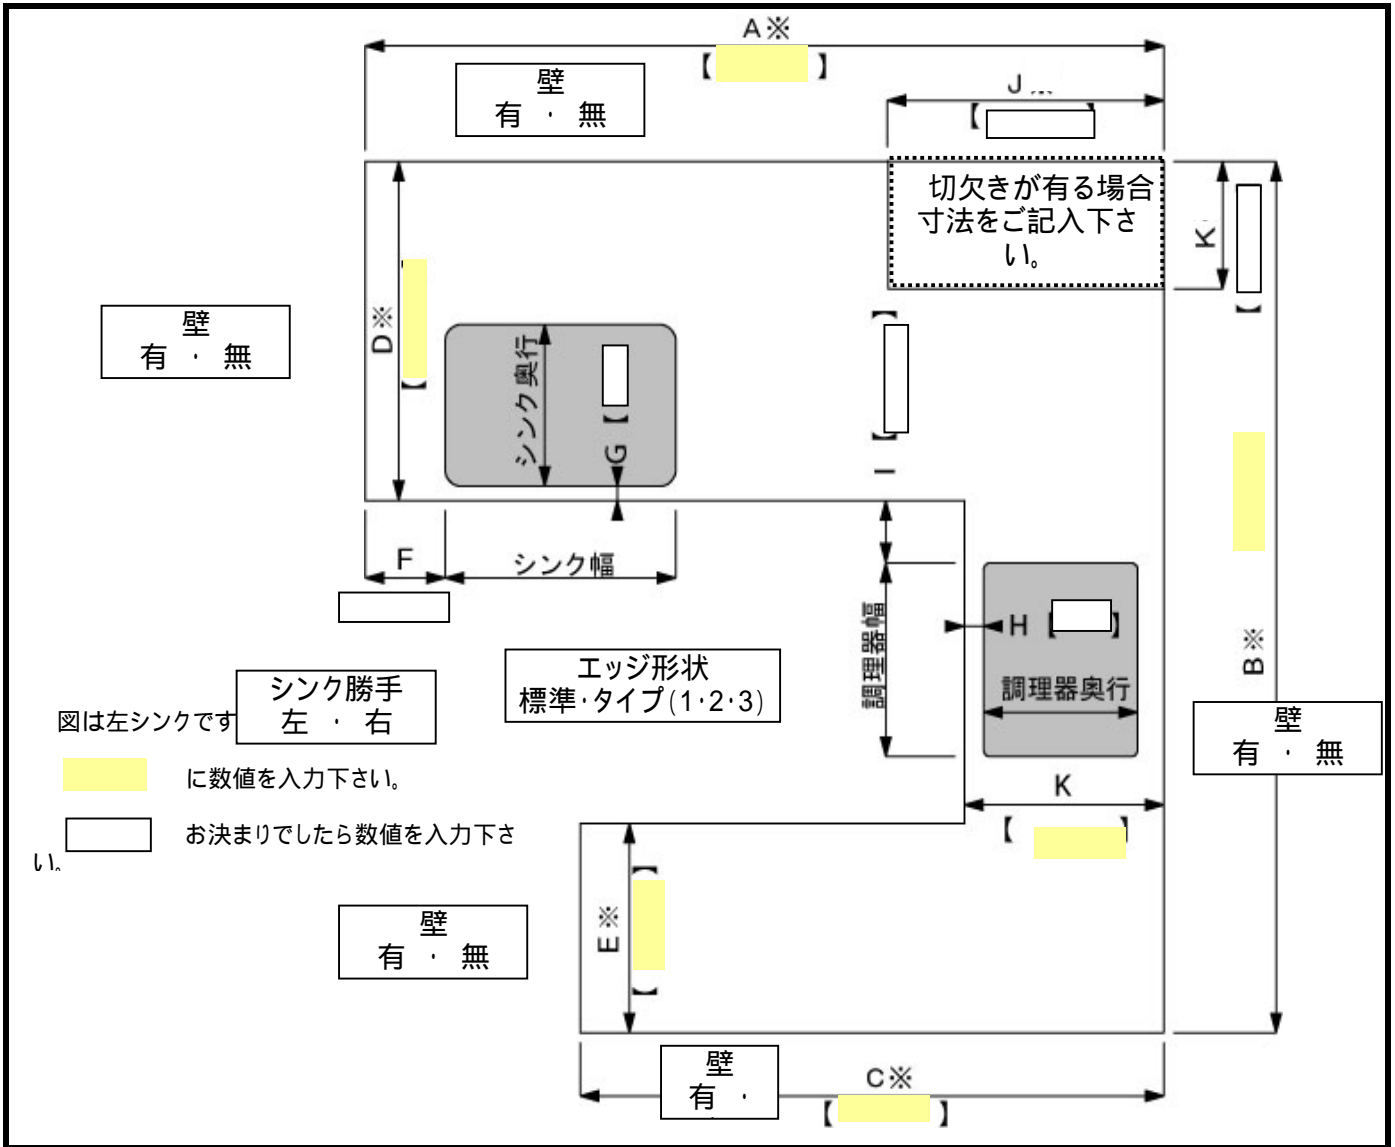 A※
【 】
壁
有 ・ 無
J
【
切欠きが有る場合
寸法をご記入下さ
い。
K
】
D※
【
壁
有 ・ 無
シンク奥行
G【
I【 】
F
シンク幅
調理器幅
H【 】
調理器奥行
エッジ形状
標準・タイプ(1・2・3)
シンク勝手
左 ・ 右
図は左シンクです
に数値を入力下さい。
お決まりでしたら数値を入力下さ
い。
B※
壁
有 ・ 無
K
【 】
E※
【 】
壁
有 ・ 無
壁
有 ・
C※
【 】